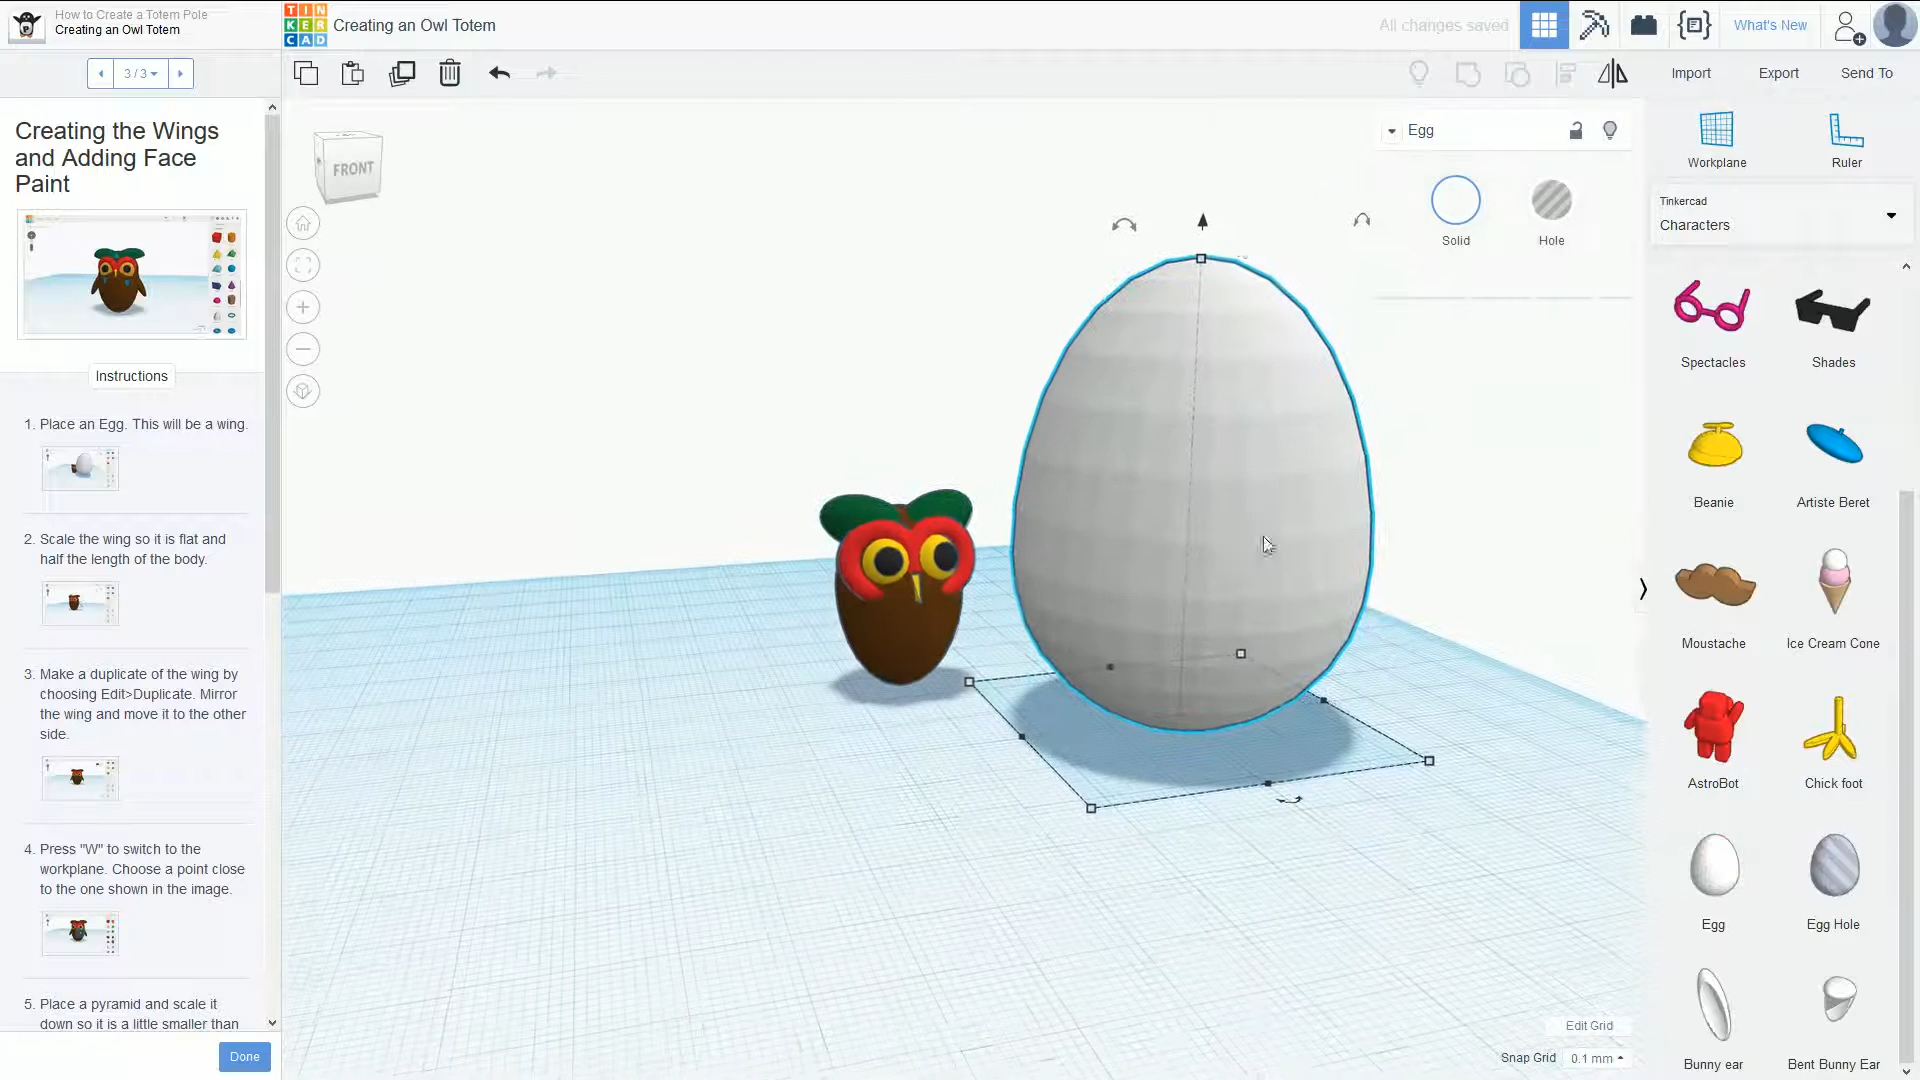 How to Create a Totem Pole
Creating an Owl Totem
TIN
KER
CAD
Creating an Owl Totem
All changes saved
What's New
3/3
Import
Export
Send To
Creating the Wings
and Adding Face
Paint
Instructions
1. Place an Egg. This will be a wing.
2. Scale the wing so it is flat and
half the length of the body.
3. Make a duplicate of the wing by
choosing Edit>Duplicate. Mirror
the wing and move it to the other
side.
4. Press "W" to switch to the
workplane. Choose a point close
to the one shown in the image.
5. Place a pyramid and scale it
down so it is a little smaller than
Done
FRONT
Egg
Solid
Hole
Edit Grid
Snap Grid
0.1 mm
Workplane
Ruler
Tinkercad
Characters
Spectacles
Shades
Beanie
Artiste Beret
Moustache
Ice Cream Cone
AstroBot
Chick foot
Egg
Egg Hole
Bunny ear
Bent Bunny Ear